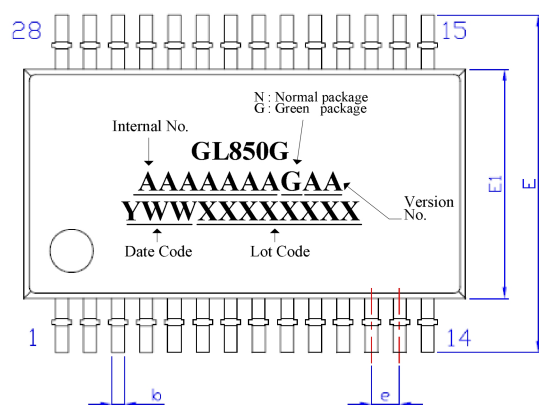 28
15
N : Normal package
G : Green package
Internal No.
GL850G
AAAAAAAGAA
Version
No.
YWWXXXXXXXX
Date Code
Lot Code
E1
E
1
14
b
e